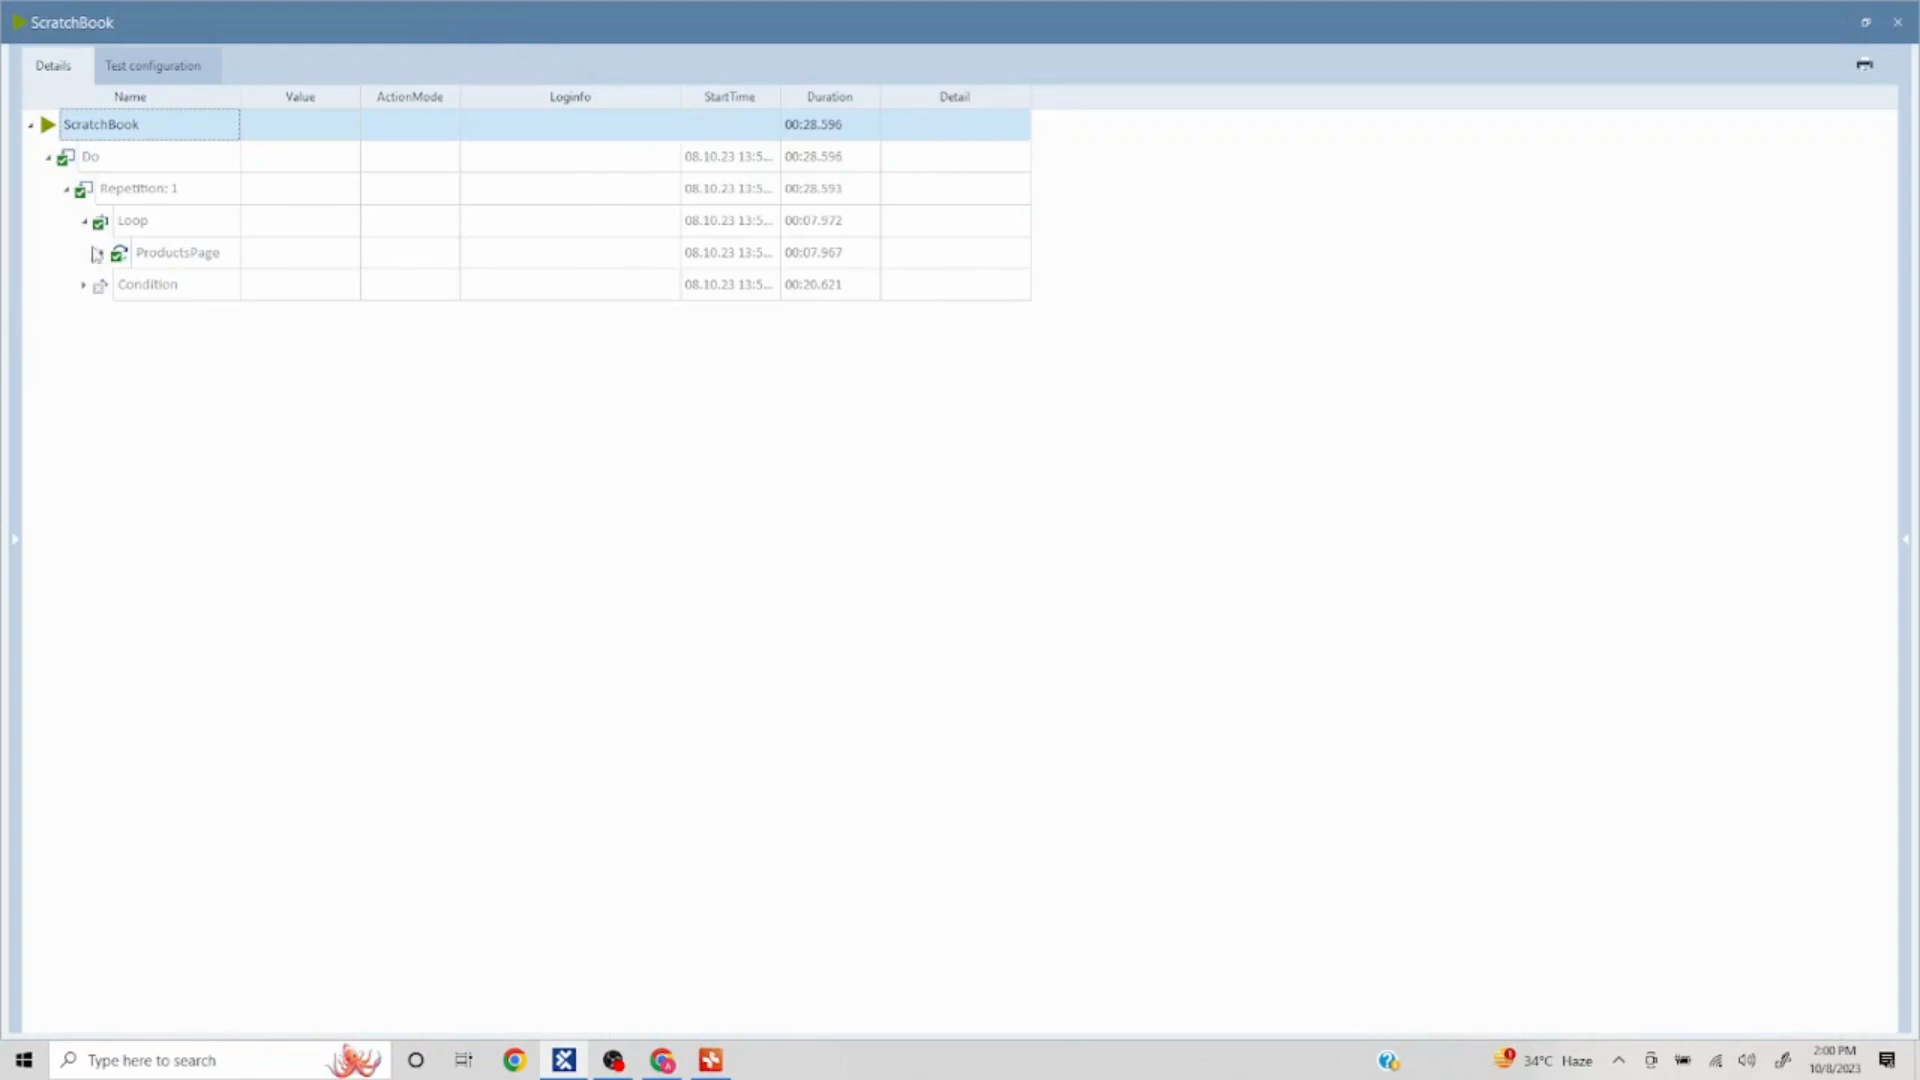 ScratchBook
Details Test configuration
Name Value ActionMode Loginfo StartTime Duration Detail
ScratchBook 00:28.596
Do 08.10.23 13:5... 00:28.596
Repetition: 1 08.10.23 13:5... 00:28.593
Loop 08.10.23 13:5... 00:07.972
ProductsPage 08.10.23 13:5... 00:07.967
Condition 08.10.23 13:5... 00:20.621
Type here to search 34°C Haze 2:00 PM
10/8/2023